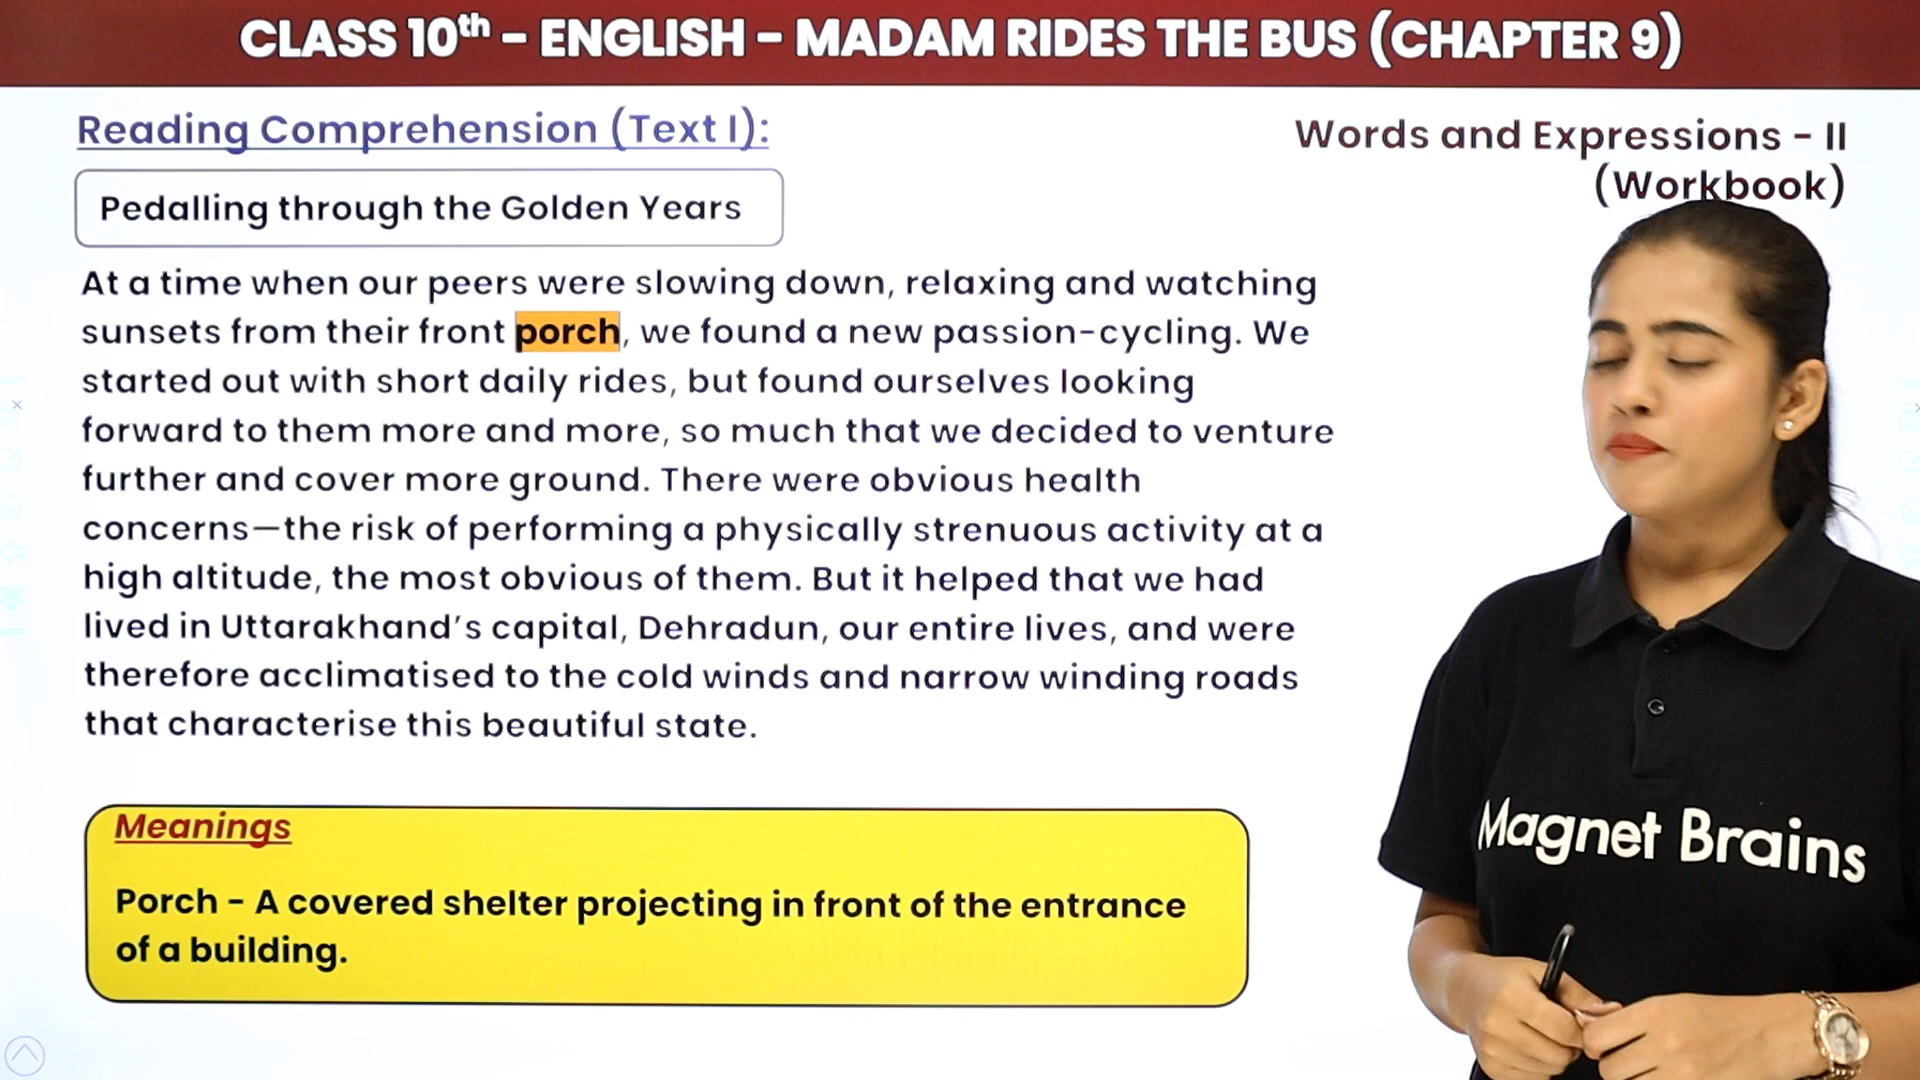 CLASS 10th - ENGLISH - MADAM RIDES THE BUS (CHAPTER 9)
Reading Comprehension (Text I):
Words and Expressions - II
(Workbook)
Pedalling through the Golden Years
At a time when our peers were slowing down, relaxing and watching
sunsets from their front porch, we found a new passion-cycling. We
started out with short daily rides, but found ourselves looking
forward to them more and more, so much that we decided to venture
further and cover more ground. There were obvious health
concerns—the risk of performing a physically strenuous activity at a
high altitude, the most obvious of them. But it helped that we had
lived in Uttarakhand's capital, Dehradun, our entire lives, and were
therefore acclimatised to the cold winds and narrow winding roads
that characterise this beautiful state.
Meanings
Porch - A covered shelter projecting in front of the entrance
of a building.
Magnet Brains